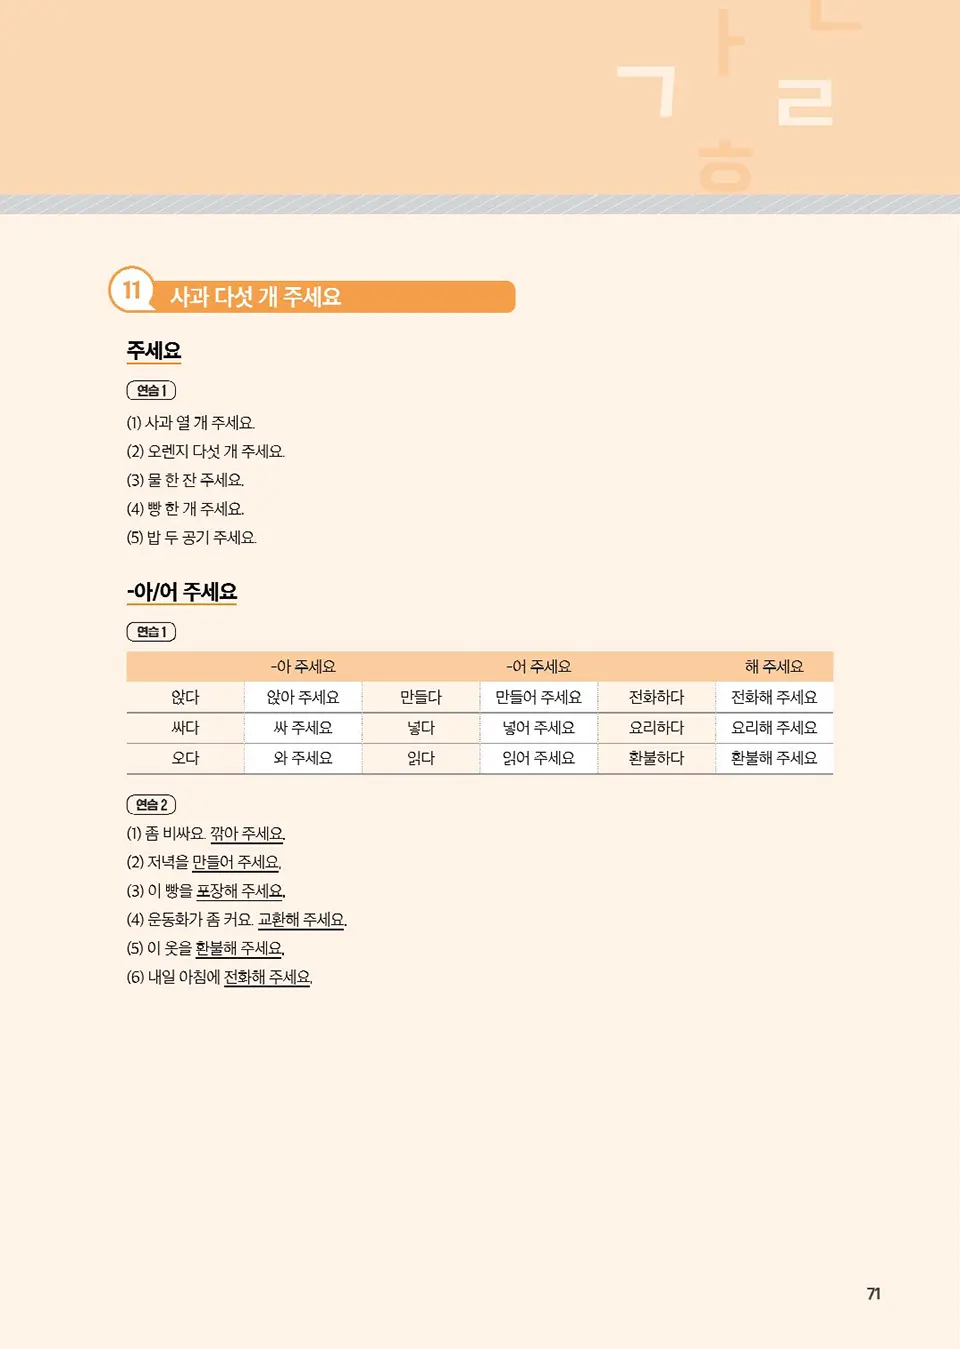 ㄱ ㅏ ㄴ ㄹ ㅎ
11 사과 다섯 개 주세요
주세요
연습 1
(1) 사과 열 개 주세요.
(2) 오렌지 다섯 개 주세요.
(3) 물 한 잔 주세요.
(4) 빵 한 개 주세요.
(5) 밥 두 공기 주세요.
-아/어 주세요
연습 1
-아 주세요 -어 주세요 해 주세요
앉다 앉아 주세요 만들다 만들어 주세요 전화하다 전화해 주세요
싸다 싸 주세요 넣다 넣어 주세요 요리하다 요리해 주세요
오다 와 주세요 읽다 읽어 주세요 환불하다 환불해 주세요
연습 2
(1) 좀 비싸요. 깎아 주세요.
(2) 저녁을 만들어 주세요.
(3) 이 빵을 포장해 주세요.
(4) 운동화가 좀 커요. 교환해 주세요.
(5) 이 옷을 환불해 주세요.
(6) 내일 아침에 전화해 주세요.
71